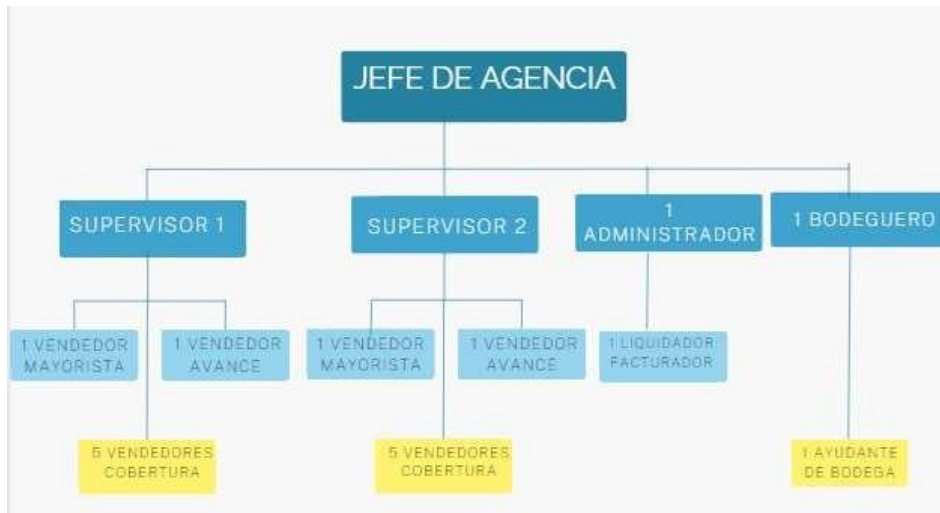 JEFE DE AGENCIA
SUPERVISOR 1
SUPERVISOR 2
1
ADMINISTRADOR
1 BODEGUERO
1 VENDEDOR
MAYORISTA
1 VENDEDOR
AVANCE
1 VENDEDOR
MAYORISTA
1 VENDEDOR
AVANCE
1 LIQUIDADOR
FACTURADOR
5 VENDEDORES
COBERTURA
5 VENDEDORES
COBERTURA
1 AYUDANTE
DE BODEGA